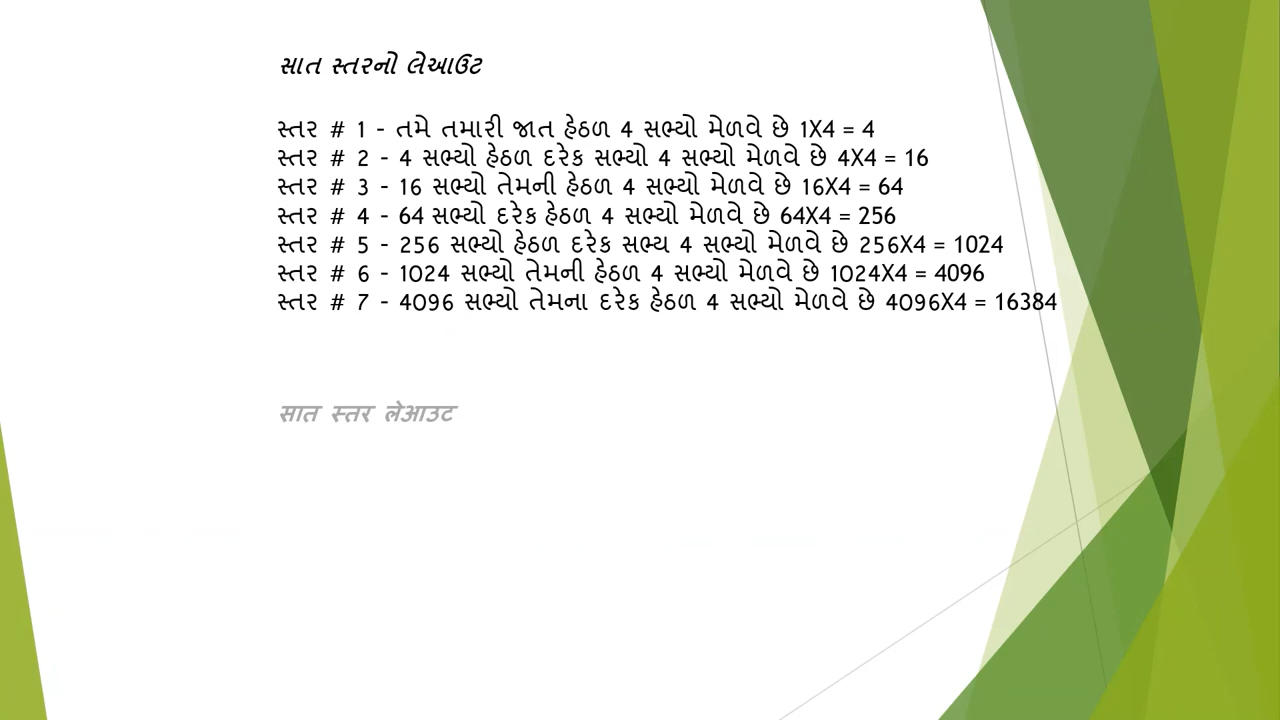 સાત સ્તરનો લેઆઉટ
સ્તર # 1 - તમે તમારી જાત હેઠળ 4 સભ્યો મેળવે છે 1X4 = 4
સ્તર # 2 - 4 સભ્યો હેઠળ દરેક સભ્યો 4 સભ્યો મેળવે છે 4X4 = 16
સ્તર # 3 - 16 સભ્યો તેમની હેઠળ 4 સભ્યો મેળવે છે 16X4 = 64
સ્તર # 4 - 64 સભ્યો દરેક હેઠળ 4 સભ્યો મેળવે છે 64X4 = 256
સ્તર # 5 - 256 સભ્યો હેઠળ દરેક સભ્ય 4 સભ્યો મેળવે છે 256X4 = 1024
સ્તર # 6 - 1024 સભ્યો તેમની હેઠળ 4 સભ્યો મેળવે છે 1024X4 = 4096
સ્તર # 7 - 4096 સભ્યો તેમના દરેક હેઠળ 4 સભ્યો મેળવે છે 4096X4 = 16384
સાત સ્તર લેઆઉટ